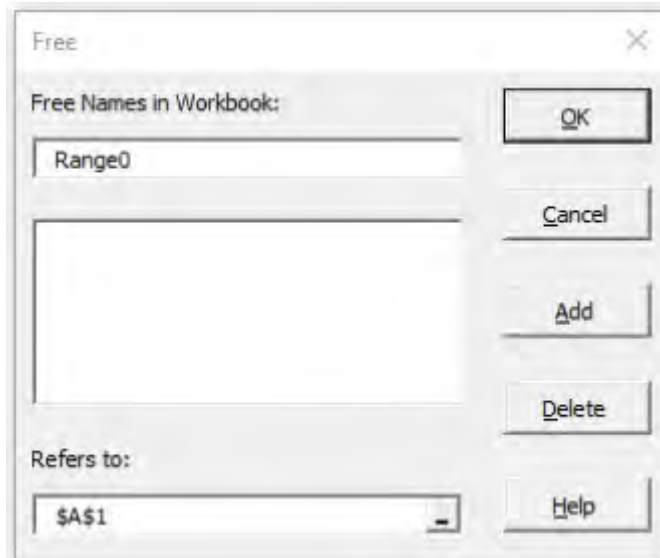 Free
Free Names in Workbook:
Range0
OK
Cancel
Add
Delete
Refers to:
$A$1
Help